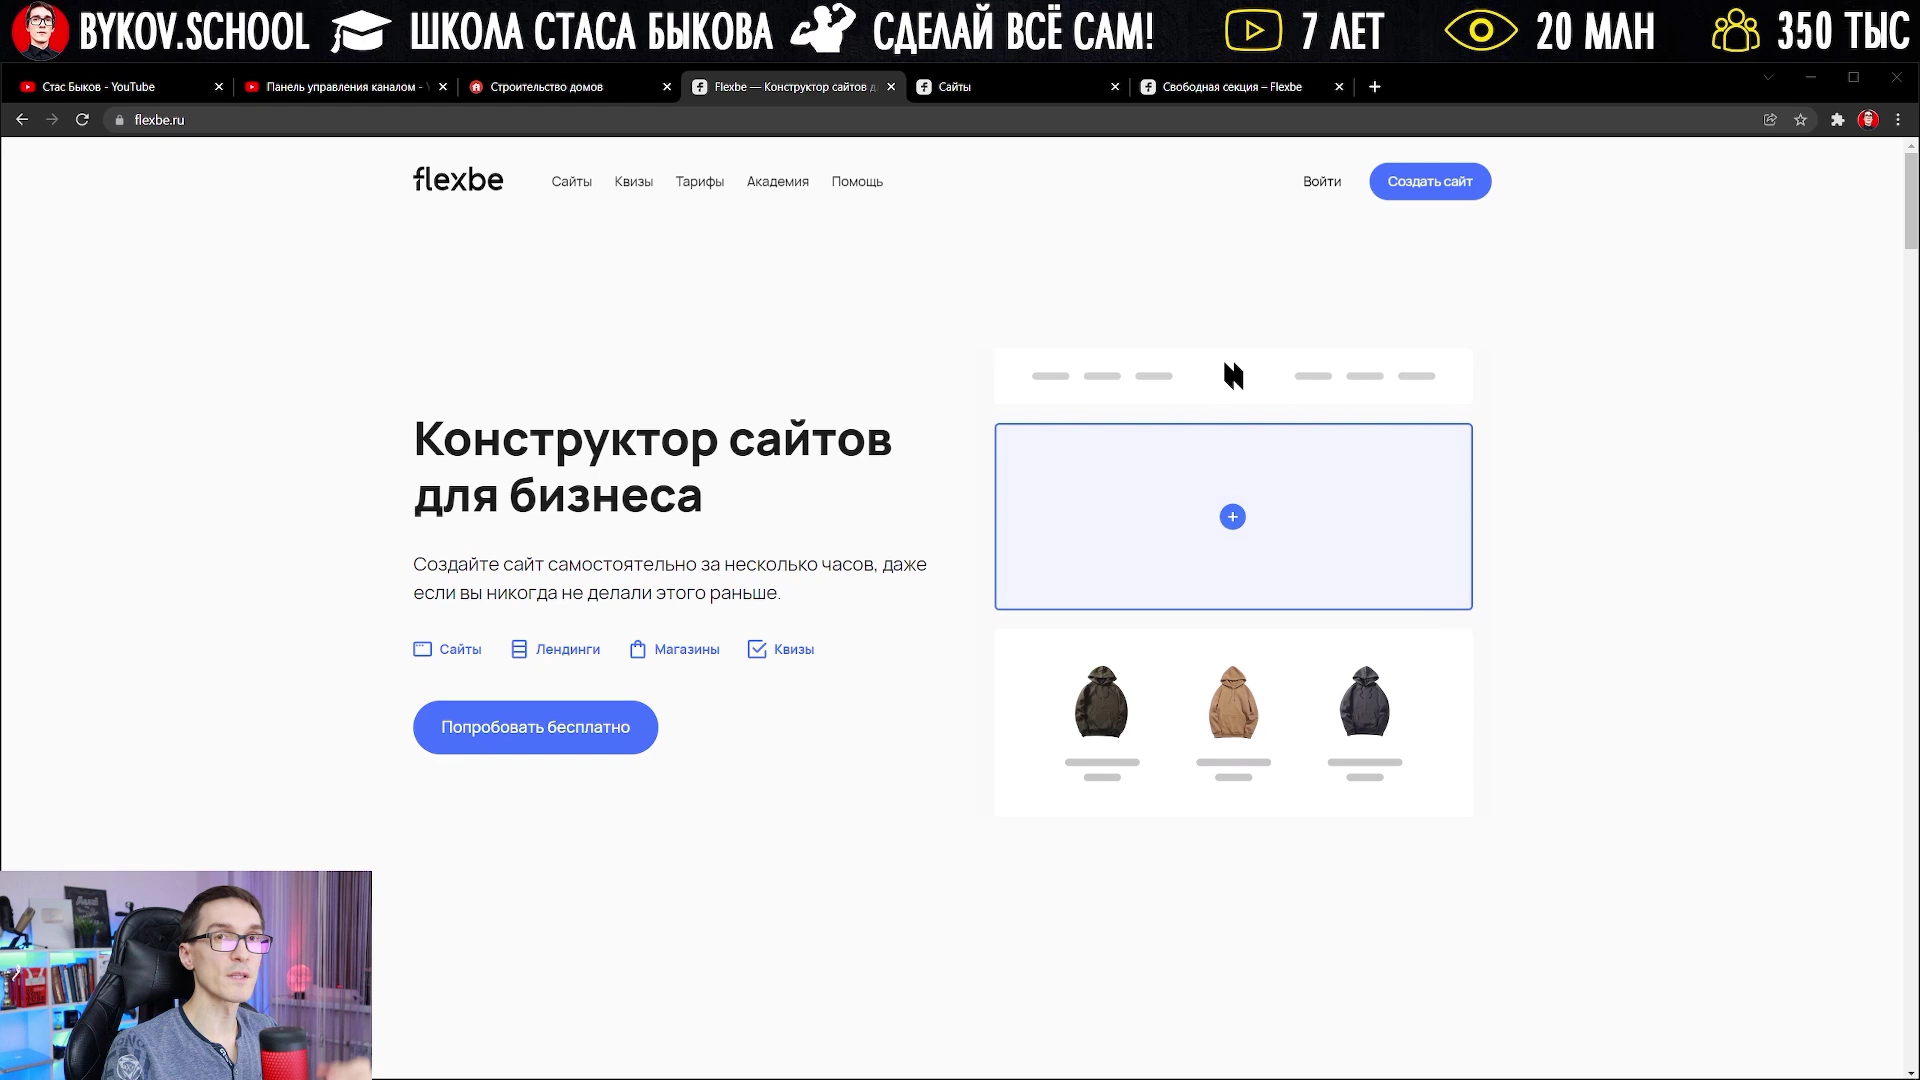 BYKOV.SCHOOL ШКОЛА СТАСА БЫКОВА СДЕЛАЙ ВСЁ САМ! 7 ЛЕТ 20 МЛН 350 ТЫС
Стас Быков - YouTube
Панель управления каналом -
Строительство домов
Flexbe — Конструктор сайтов д
Сайты
Свободная секция – Flexbe
flexbe.ru
flexbe
Сайты Квизы Тарифы Академия Помощь
Войти
Создать сайт
Конструктор сайтов
для бизнеса
Создайте сайт самостоятельно за несколько часов, даже
если вы никогда не делали этого раньше.
Сайты Лендинги Магазины Квизы
Попробовать бесплатно